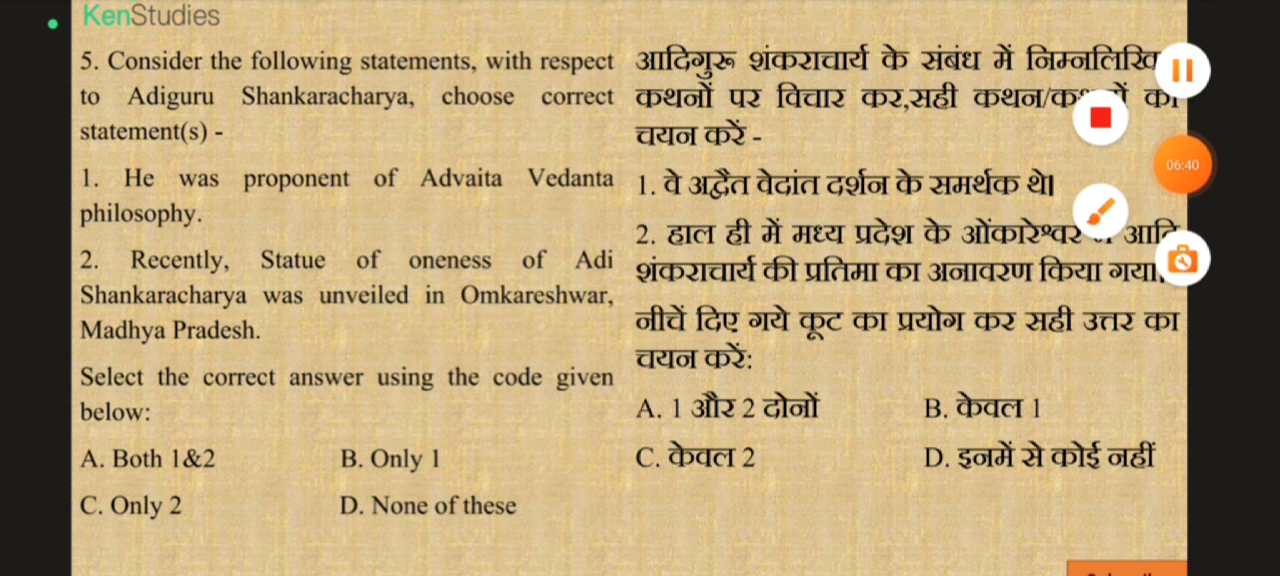 KenStudies
5. Consider the following statements, with respect
to Adiguru Shankaracharya, choose correct
statement(s) -
1. He was proponent of Advaita Vedanta
philosophy.
2. Recently, Statue of oneness of Adi
Shankaracharya was unveiled in Omkareshwar,
Madhya Pradesh.
Select the correct answer using the code given
below:
A. Both 1&2 B. Only 1
C. Only 2 D. None of these
आदिगुरू शंकराचार्य के संबंध में
कथनों पर विचार कर,सही का
चयन करें -
1. वे अद्वैत वेदांत दर्शन के समर्थक थे।
2. हाल ही में मध्य प्रदेश के ओंकारेश्वर आदि
शंकराचार्य की प्रतिमा का अनावरण किया गया
नीचें दिए गये कूट का प्रयोग कर सही उत्तर का
चयन करें:
A. 1 और 2 दोनों B. केवल 1
C. केवल 2 D. इनमें से कोई नहीं
06:40